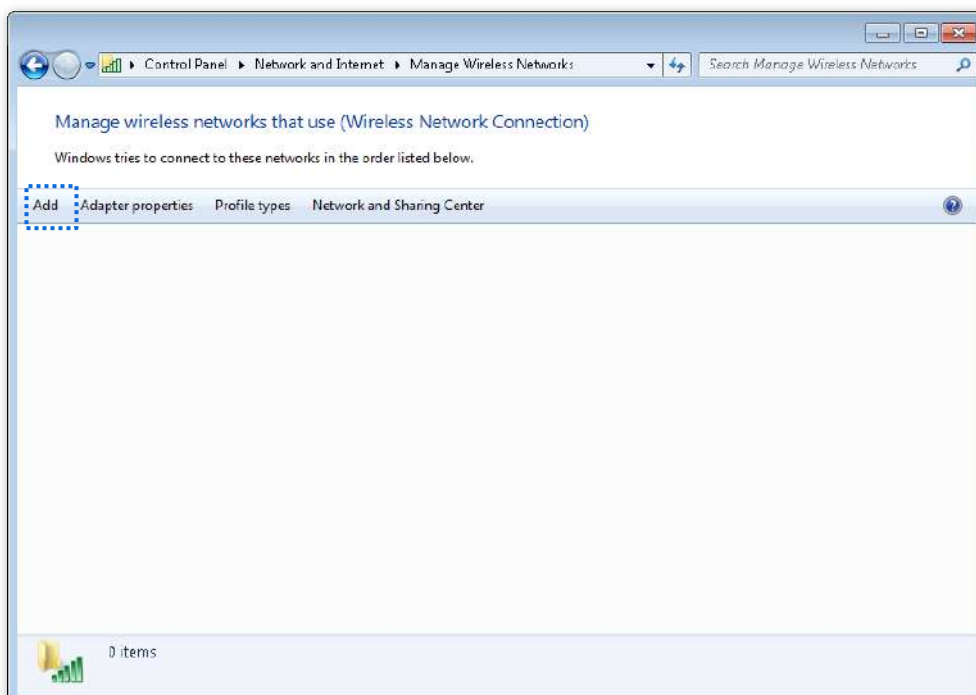 Control Panel Network and Internet Manage Wireless Networks Search Manage Wireless Networks
Manage wireless networks that use (Wireless Network Connection)
Windows tries to connect to these networks in the order listed below.
Add Adapter properties Profile types Network and Sharing Center
0 items